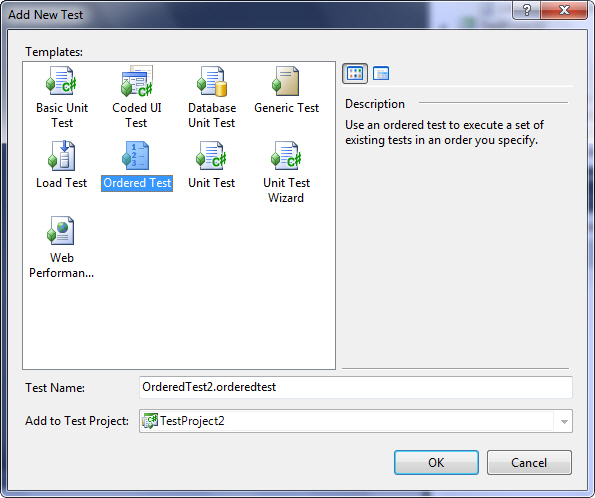 Add New Test
Templates:
Basic Unit
Test
Coded UI
Test
Database
Unit Test
Generic Test
Load Test
Ordered Test
Unit Test
Unit Test
Wizard
Web
Performan...
Description
Use an ordered test to execute a set of
existing tests in an order you specify.
Test Name:
OrderedTest2.orderedtest
Add to Test Project:
TestProject2
OK
Cancel